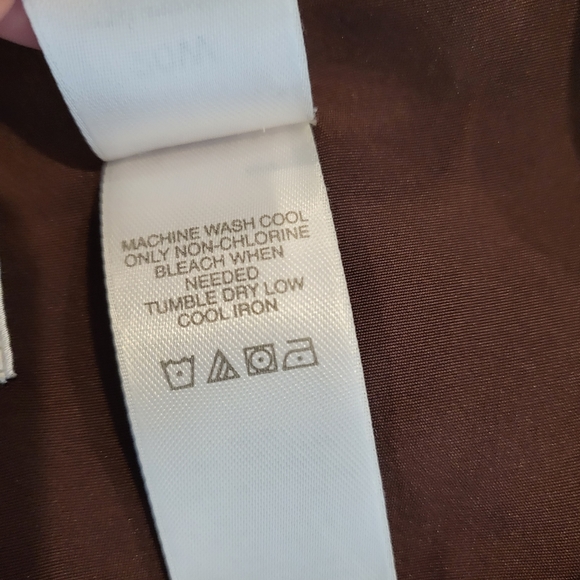 MACHINE WASH COOL
ONLY NON-CHLORINE
BLEACH WHEN
NEEDED
TUMBLE DRY LOW
COOL IRON